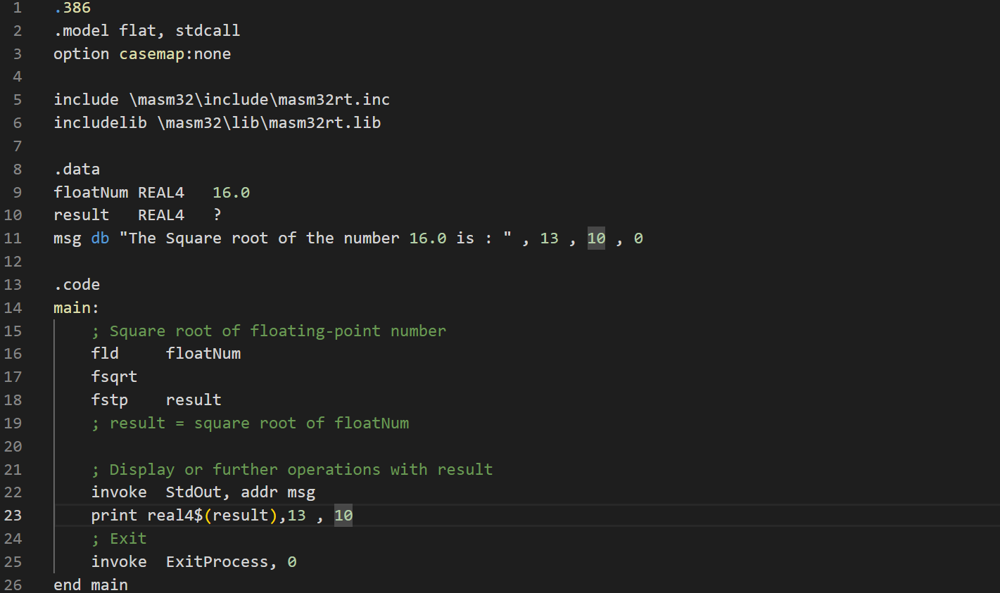 1 .386
2 .model flat, stdcall
3 option casemap:none
4
5 include \masm32\include\masm32rt.inc
6 includelib \masm32\lib\masm32rt.lib
7
8 .data
9 floatNum REAL4   16.0
10 result   REAL4   ?
11 msg db "The Square root of the number 16.0 is : " , 13 , 10 , 0
12
13 .code
14 main:
15     ; Square root of floating-point number
16     fld     floatNum
17     fsqrt
18     fstp    result
19     ; result = square root of floatNum
20
21     ; Display or further operations with result
22     invoke  StdOut, addr msg
23     print real4$(result),13 , 10
24     ; Exit
25     invoke  ExitProcess, 0
26 end main